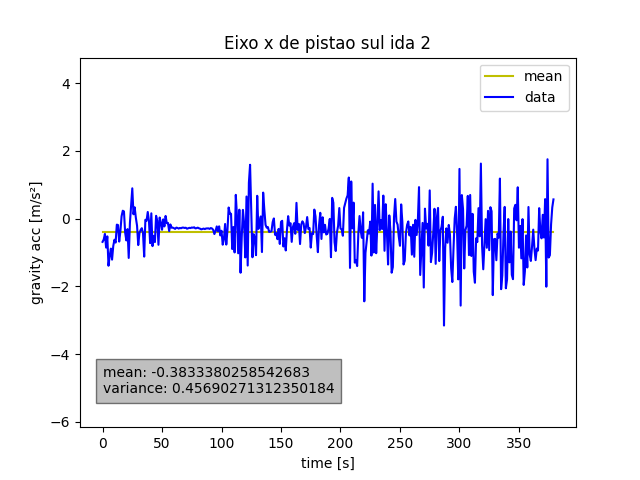 Eixo x de pistao sul ida 2
mean
data
gravity acc [m/s²]
4
2
0
−2
−4
−6
mean: -0.3833380258542683
variance: 0.45690271312350184
0 50 100 150 200 250 300 350
time [s]